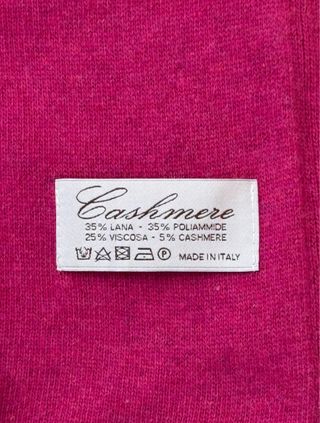 Cashmere
35% LANA - 35% POLIAMMIDE
25% VISCOSA - 5% CASHMERE
P MADE IN ITALY